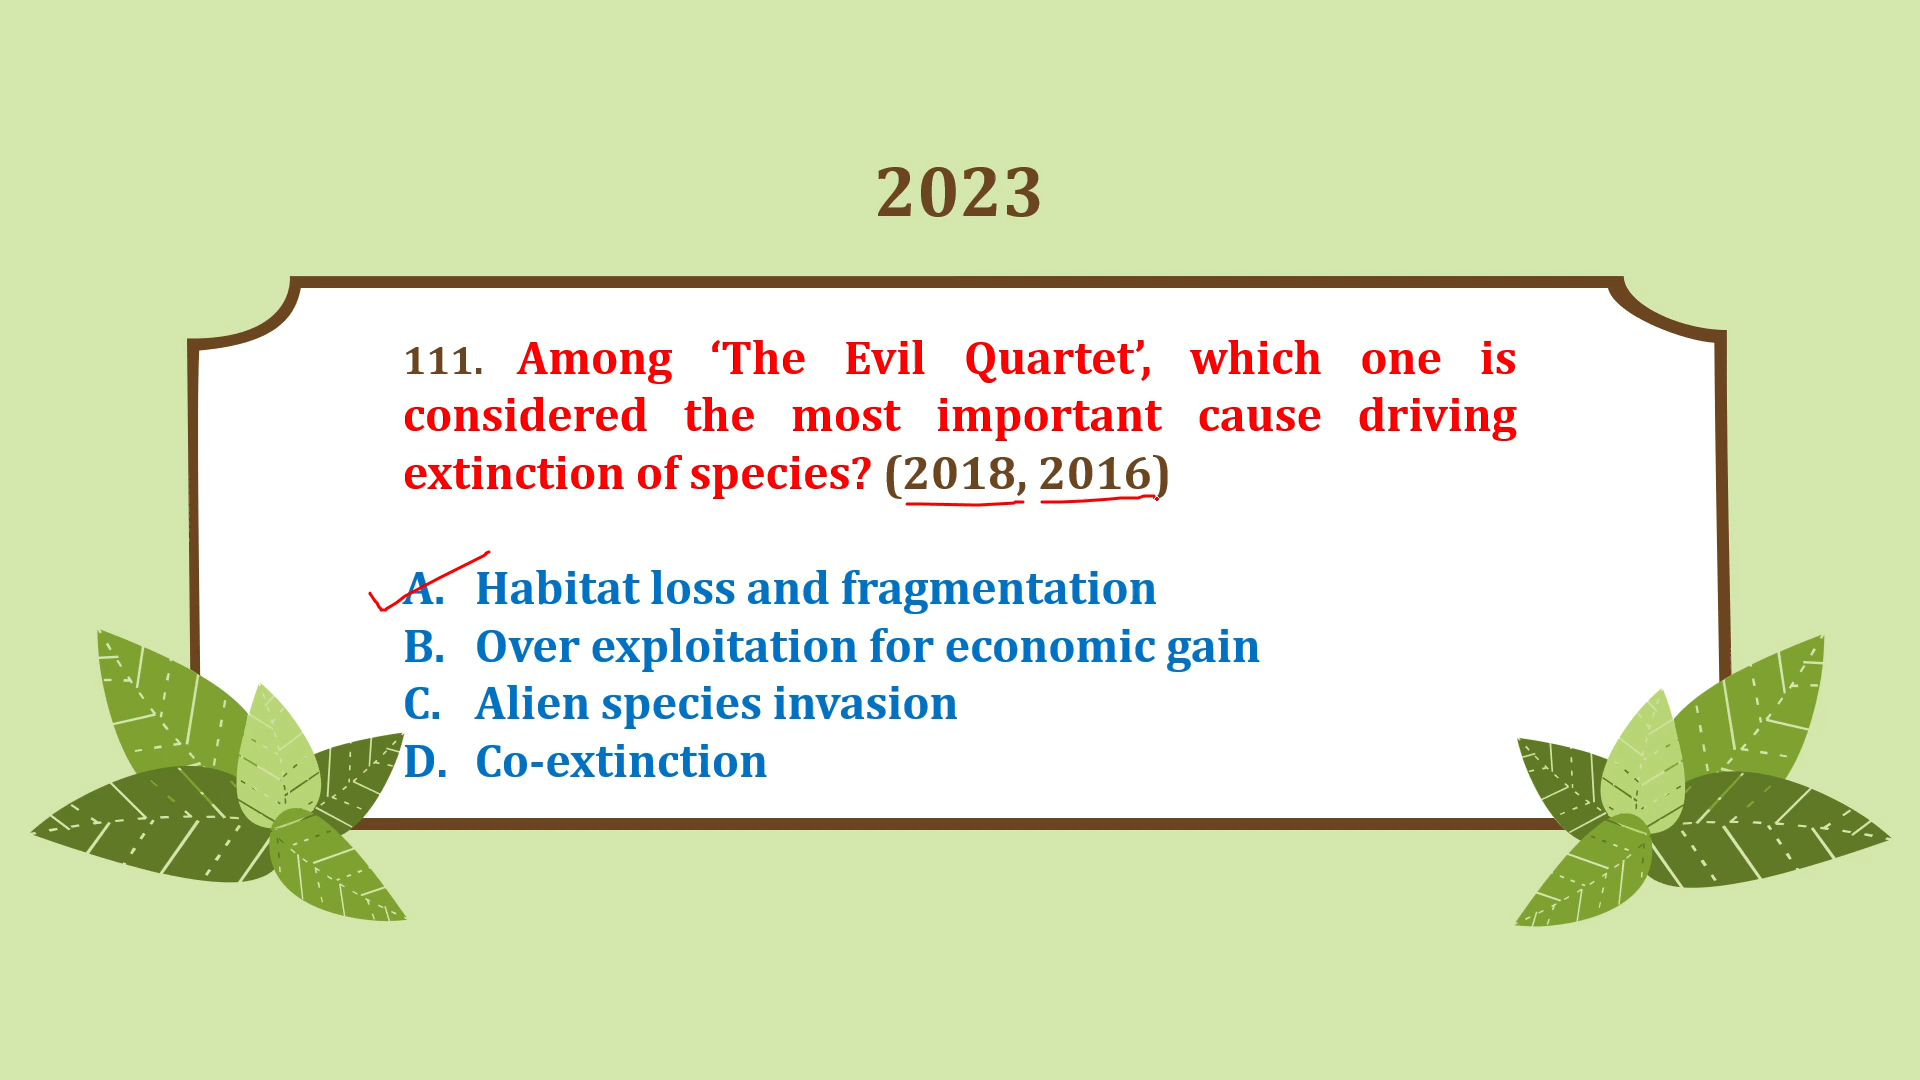 2023
111. Among ‘The Evil Quartet’, which one is
considered the most important cause driving
extinction of species? (2018, 2016)
A. Habitat loss and fragmentation
B. Over exploitation for economic gain
C. Alien species invasion
D. Co-extinction